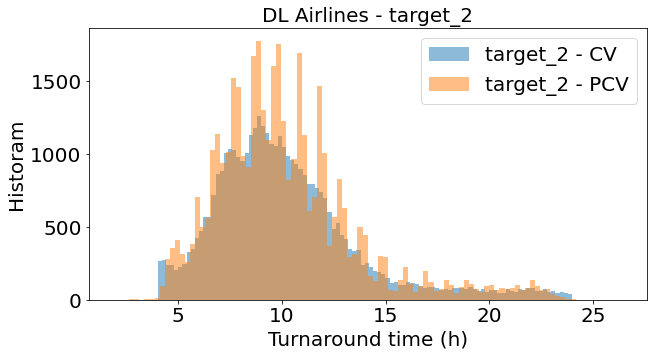 DL Airlines - target_2
target_2 - CV
target_2 - PCV
1500
1000
500
0
Historam
5 10 15 20 25
Turnaround time (h)